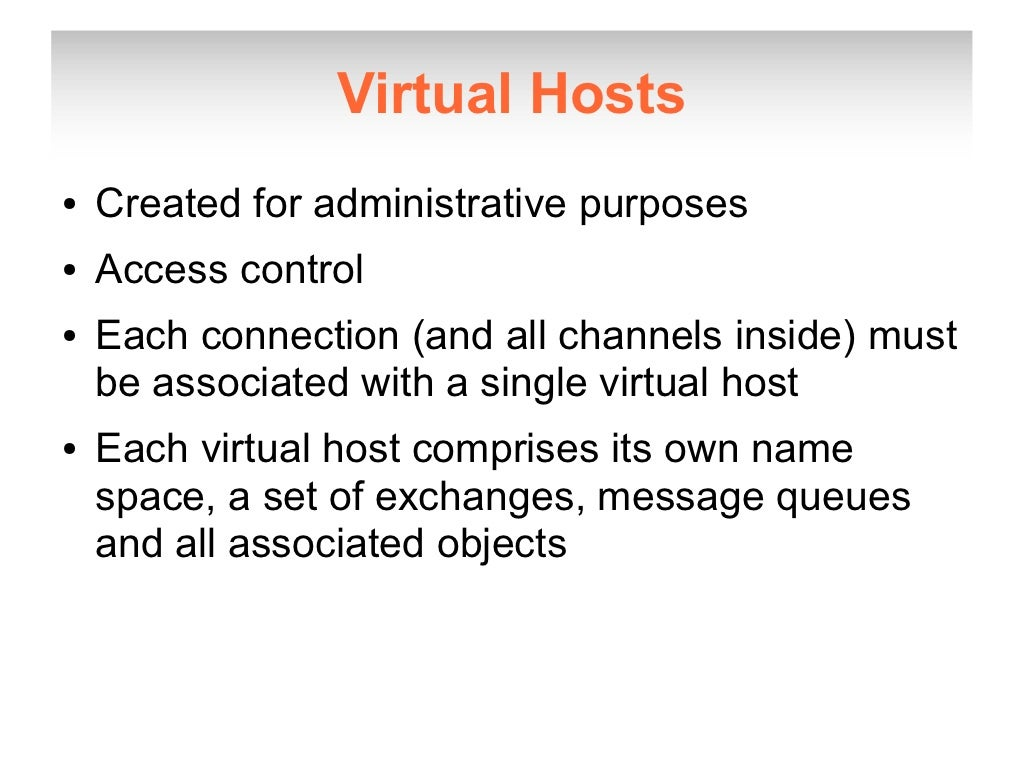 Virtual Hosts
• Created for administrative purposes
• Access control
• Each connection (and all channels inside) must
be associated with a single virtual host
• Each virtual host comprises its own name
space, a set of exchanges, message queues
and all associated objects